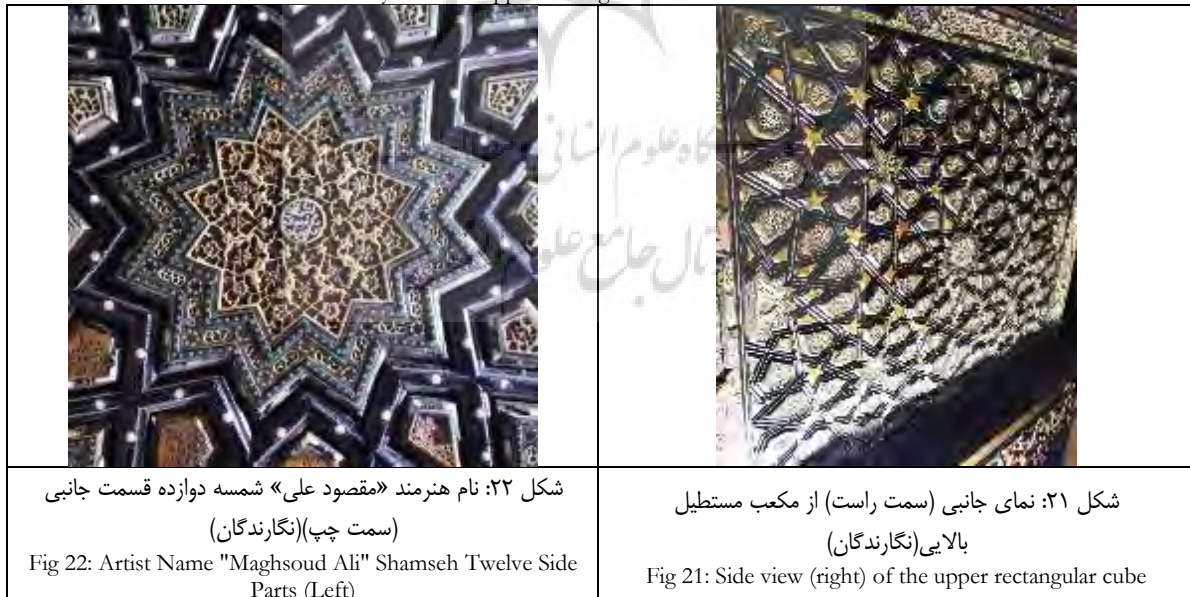 شکل ۲۲: نام هنرمند «مقصود علی» شمسه دوازده قسمت جانبی
(سمت چپ)(نگارندگان)
Fig 22: Artist Name "Maghsoud Ali" Shamseh Twelve Side
Parts (Left)
شکل ۲۱: نمای جانبی (سمت راست) از مکعب مستطیل
بالایی(نگارندگان)
Fig 21: Side view (right) of the upper rectangular cube